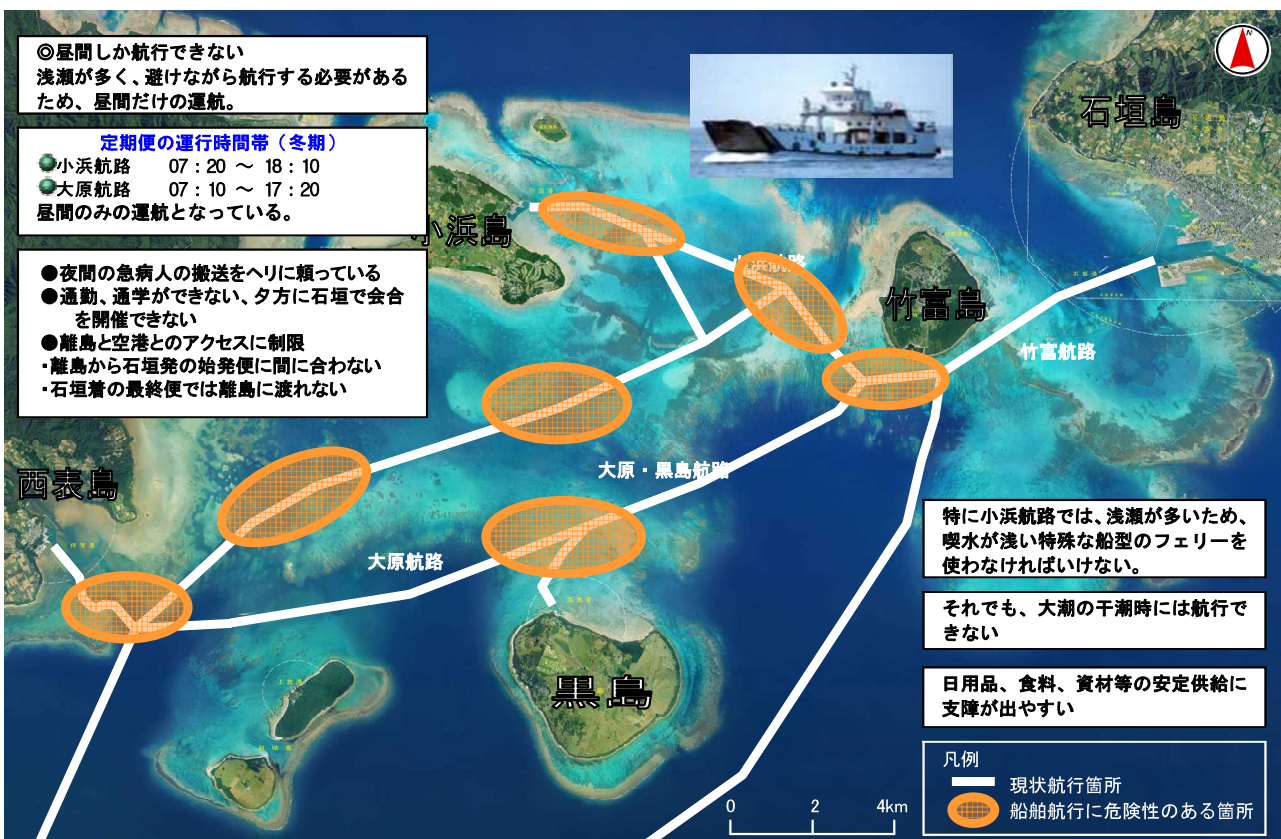 ◎昼間しか航行できない
浅瀬が多く、避けながら航行する必要がある
ため、昼間だけの運航。
定期便の運行時間帯（冬期）
小浜航路 07：20 ～ 18：10
大原航路 07：10 ～ 17：20
昼間のみの運航となっている。
●夜間の急病人の搬送をヘリに頼っている
●通勤、通学ができない、夕方に石垣で会合
を開催できない
●離島と空港とのアクセスに制限
・離島から石垣発の始発便に間に合わない
・石垣着の最終便では離島に渡れない
N
石垣島
小浜島
小浜航路
竹富島
竹富航路
西表島
大原・黒島航路
大原航路
黒島
特に小浜航路では、浅瀬が多いため、
喫水が浅い特殊な船型のフェリーを
使わなければいけない。
それでも、大潮の干潮時には航行で
きない
日用品、食料、資材等の安定供給に
支障が出やすい
凡例
現状航行箇所
船舶航行に危険性のある箇所
0 2 4km